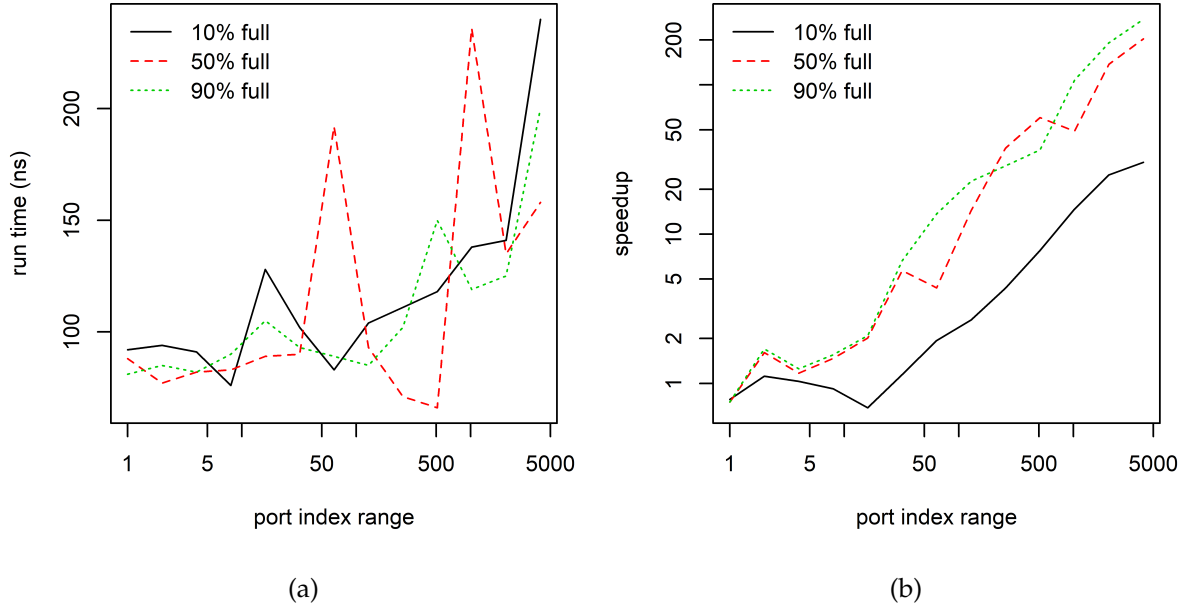 10% full
50% full
90% full
200
150
100
run time (ns)
1 5 50 500 5000
port index range
(a)
10% full
50% full
90% full
200
50
20
10
5
2
1
speedup
1 5 50 500 5000
port index range
(b)